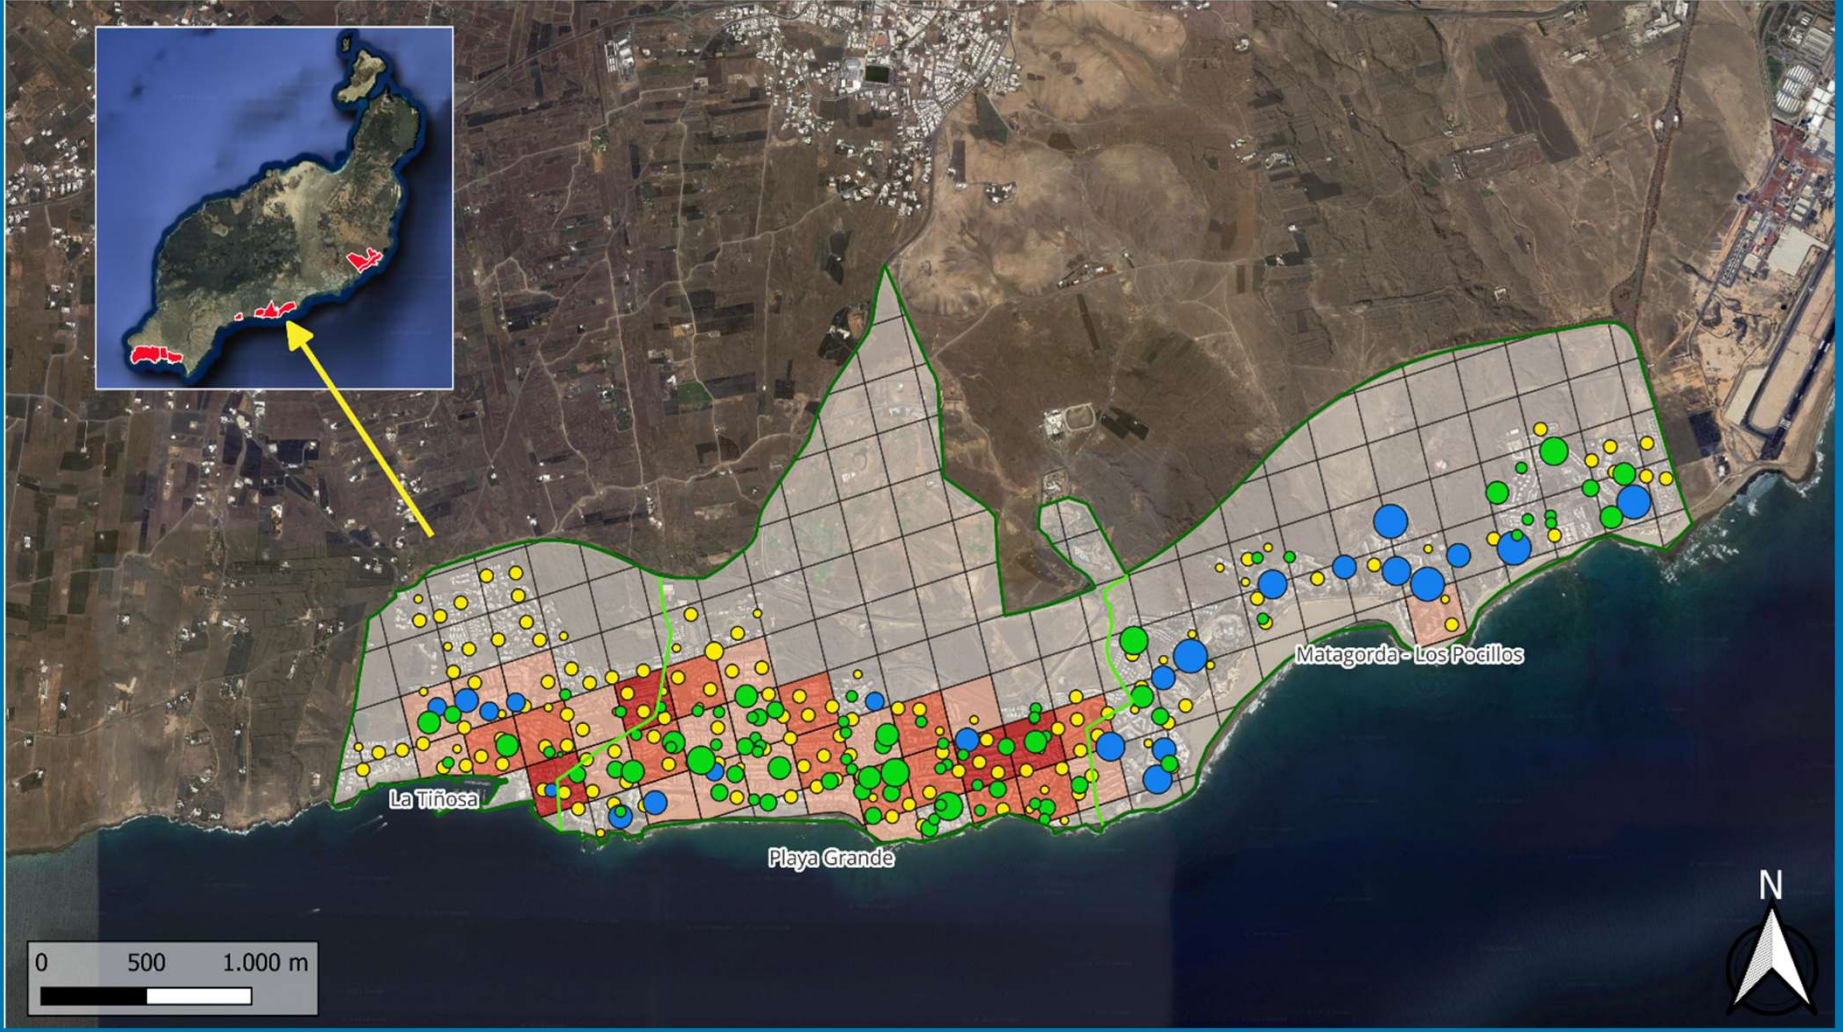 Matagorda - Los Pocillos
La Tiñosa
Playa Grande
N
0 500 1.000 m